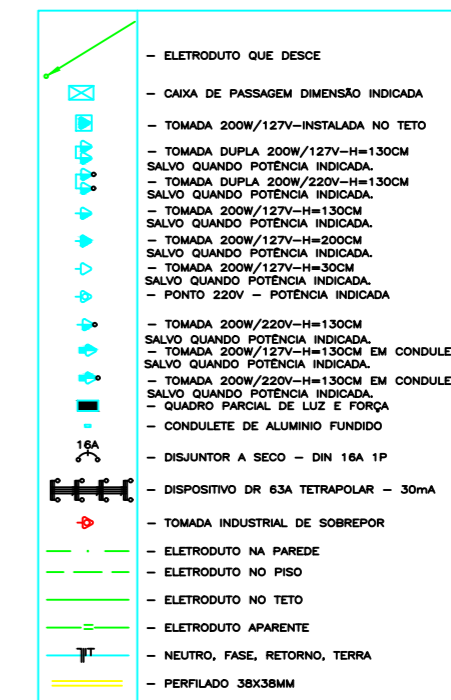 — ELETRODUTO QUE DESCE
— CAIXA DE PASSAGEM DIMENSÃO INDICADA
— TOMADA 200W/127V—INSTALADA NO TETO
— TOMADA DUPLA 200W/127V—H=130CM
SALVO QUANDO POTÊNCIA INDICADA.
— TOMADA DUPLA 200W/220V—H=130CM
SALVO QUANDO POTÊNCIA INDICADA.
— TOMADA 200W/127V—H=130CM
SALVO QUANDO POTÊNCIA INDICADA.
— TOMADA 200W/127V—H=200CM
SALVO QUANDO POTÊNCIA INDICADA.
— TOMADA 200W/127V—H=30CM
SALVO QUANDO POTÊNCIA INDICADA.
— PONTO 220V — POTÊNCIA INDICADA
— TOMADA 200W/220V—H=130CM
SALVO QUANDO POTÊNCIA INDICADA.
— TOMADA 200W/127V—H=130CM EM CONDULE
SALVO QUANDO POTÊNCIA INDICADA.
— TOMADA 200W/220V—H=130CM EM CONDULE
SALVO QUANDO POTÊNCIA INDICADA.
— QUADRO PARCIAL DE LUZ E FORÇA
— CONDULETE DE ALUMINIO FUNDIDO
16A
— DISJUNTOR A SECO — DIN 16A 1P
— DISPOSITIVO DR 63A TETRAPOLAR — 30mA
— TOMADA INDUSTRIAL DE SOBREPOR
— ELETRODUTO NA PAREDE
— ELETRODUTO NO PISO
— ELETRODUTO NO TETO
— ELETRODUTO APARENTE
— NEUTRO, FASE, RETORNO, TERRA
— PERFILADO 38X38MM